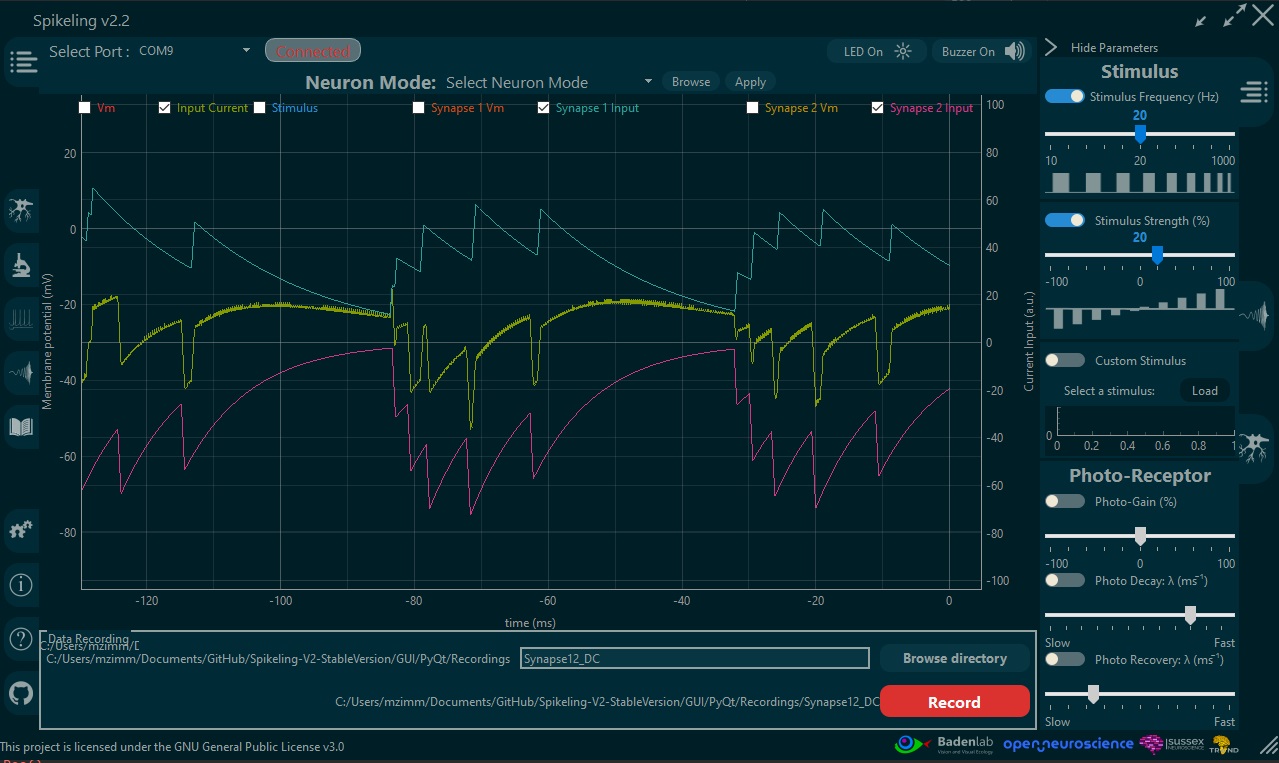 Spikeling v2.2
Select Port : COM9 Connected LED On Buzzer On Hide Parameters
Neuron Mode: Select Neuron Mode Browse Apply
Vm Input Current Stimulus Synapse 1 Vm Synapse 1 Input Synapse 2 Vm Synapse 2 Input
Membrane potential (mV)
20
0
-20
-40
-60
-80
100
80
60
40
20
0
-20
-40
-60
-80
-100
Current Input (a.u.)
-120 -100 -80 -60 -40 -20 0
time (ms)
Stimulus
Stimulus Frequency (Hz)
20
10 20 1000
Stimulus Strength (%)
20
-100 0 100
Custom Stimulus
Select a stimulus: Load
0
0 0.2 0.4 0.6 0.8 1
Photo-Receptor
Photo-Gain (%)
-100 0 100
Photo Decay: λ (ms⁻¹)
Slow Fast
Photo Recovery: λ (ms⁻¹)
Slow Fast
Data Recording
C:/Users/mzimm/D
C:/Users/mzimm/Documents/GitHub/Spikeling-V2-StableVersion/GUI/PyQt/Recordings Synapse12_DC Browse directory
C:/Users/mzimm/Documents/GitHub/Spikeling-V2-StableVersion/GUI/PyQt/Recordings/Synapse12_DC Record
This project is licensed under the GNU General Public License v3.0
Badenlab
Vision and Visual Ecology
openneuroscience
SUSSEX
NEUROSCIENCE
TREND